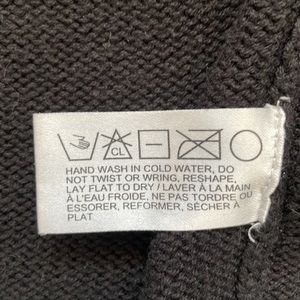 CL
HAND WASH IN COLD WATER, DO
NOT TWIST OR WRING, RESHAPE,
LAY FLAT TO DRY / LAVER À LA MAIN
À L'EAU FROIDE, NE PAS TORDRE OU
ESSORER, REFORMER, SÉCHER À
PLAT